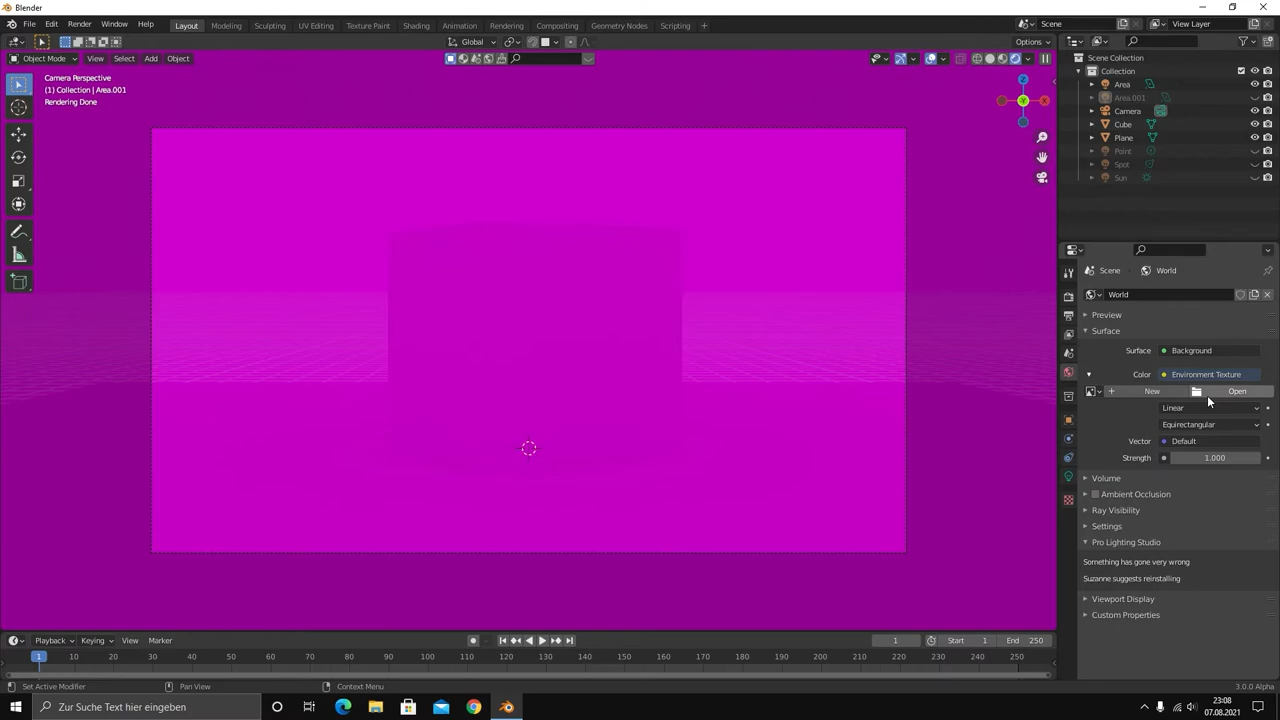 Blender
File Edit Render Window Help Layout Modeling Sculpting UV Editing Texture Paint Shading Animation Rendering Compositing Geometry Nodes Scripting + Scene View Layer
Global Options
Object Mode View Select Add Object
Camera Perspective
(1) Collection | Area.001
Rendering Done
Z
Y
X
Scene Collection
Collection
Area
Area.001
Camera
Cube
Plane
Point
Spot
Sun
Scene World
World
Preview
Surface
Surface Background
Color Environment Texture
New Open
Linear
Equirectangular
Vector Default
Strength 1.000
Volume
Ambient Occlusion
Ray Visibility
Settings
Pro Lighting Studio
Something has gone very wrong
Suzanne suggests reinstalling
Viewport Display
Custom Properties
Playback Keying View Marker 1 Start 1 End 250
1 10 20 30 40 50 60 70 80 90 100 110 120 130 140 150 160 170 180 190 200 210 220 230 240 250
Set Active Modifier Pan View Context Menu 3.0.0 Alpha
Zur Suche Text hier eingeben
23:08
07.08.2021